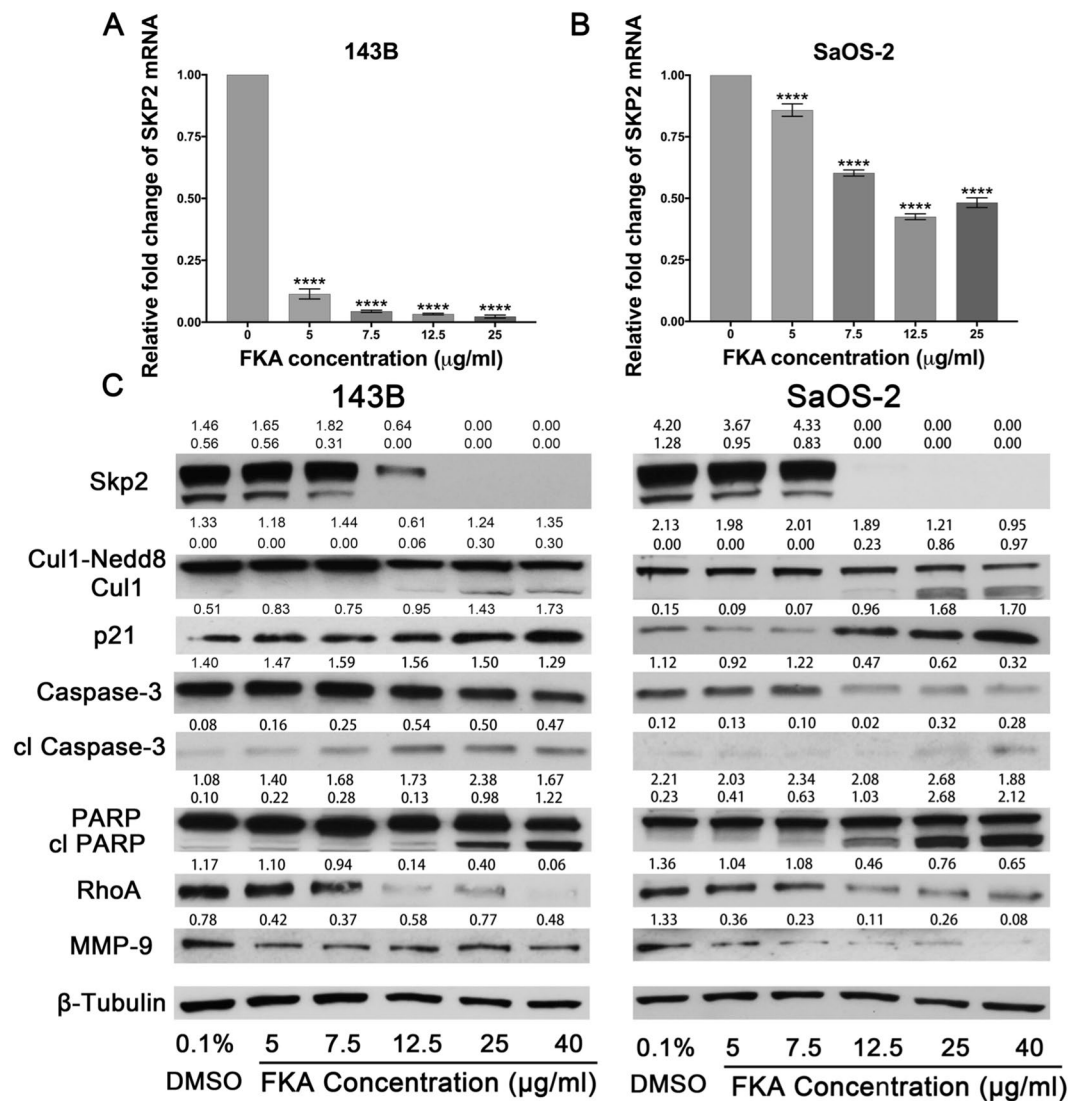 A
143B
Relative fold change of SKP2 mRNA
1.00
0.75
0.50
0.25
0.00
****
****
****
****
0
5
7.5
12.5
25
FKA concentration (μg/ml)
B
SaOS-2
Relative fold change of SKP2 mRNA
1.00
0.75
0.50
0.25
0.00
****
****
****
****
0
5
7.5
12.5
25
FKA concentration (μg/ml)
C
143B
1.46 1.65 1.82 0.64 0.00 0.00
0.56 0.56 0.31 0.00 0.00 0.00
Skp2
1.33 1.18 1.44 0.61 1.24 1.35
0.00 0.00 0.00 0.06 0.30 0.30
Cul1-Nedd8
Cul1
0.51 0.83 0.75 0.95 1.43 1.73
p21
1.40 1.47 1.59 1.56 1.50 1.29
Caspase-3
0.08 0.16 0.25 0.54 0.50 0.47
cl Caspase-3
1.08 1.40 1.68 1.73 2.38 1.67
0.10 0.22 0.28 0.13 0.98 1.22
PARP
cl PARP
1.17 1.10 0.94 0.14 0.40 0.06
RhoA
0.78 0.42 0.37 0.58 0.77 0.48
MMP-9
β-Tubulin
0.1% 5 7.5 12.5 25 40
DMSO FKA Concentration (μg/ml)
SaOS-2
4.20 3.67 4.33 0.00 0.00 0.00
1.28 0.95 0.83 0.00 0.00 0.00
2.13 1.98 2.01 1.89 1.21 0.95
0.00 0.00 0.00 0.23 0.86 0.97
0.15 0.09 0.07 0.96 1.68 1.70
1.12 0.92 1.22 0.47 0.62 0.32
0.12 0.13 0.10 0.02 0.32 0.28
2.21 2.03 2.34 2.08 2.68 1.88
0.23 0.41 0.63 1.03 2.68 2.12
1.36 1.04 1.08 0.46 0.76 0.65
1.33 0.36 0.23 0.11 0.26 0.08
0.1% 5 7.5 12.5 25 40
DMSO FKA Concentration (μg/ml)